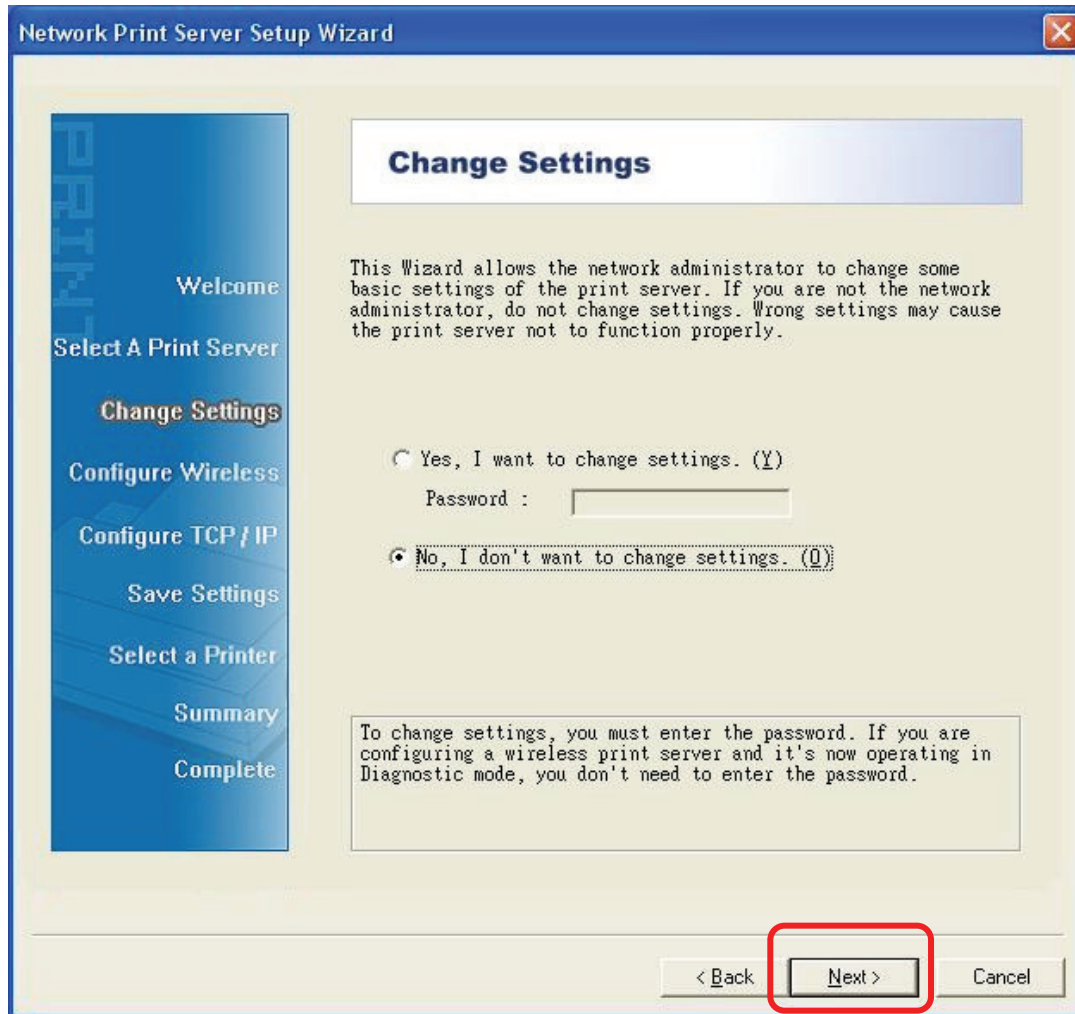 Network Print Server Setup Wizard
PRINT
Welcome
Select A Print Server
Change Settings
Configure Wireless
Configure TCP / IP
Save Settings
Select a Printer
Summary
Complete
Change Settings
This Wizard allows the network administrator to change some
basic settings of the print server. If you are not the network
administrator, do not change settings. Wrong settings may cause
the print server not to function properly.
Yes, I want to change settings. (Y)
Password :
No, I don't want to change settings. (O)
To change settings, you must enter the password. If you are
configuring a wireless print server and it's now operating in
Diagnostic mode, you don't need to enter the password.
< Back Next > Cancel